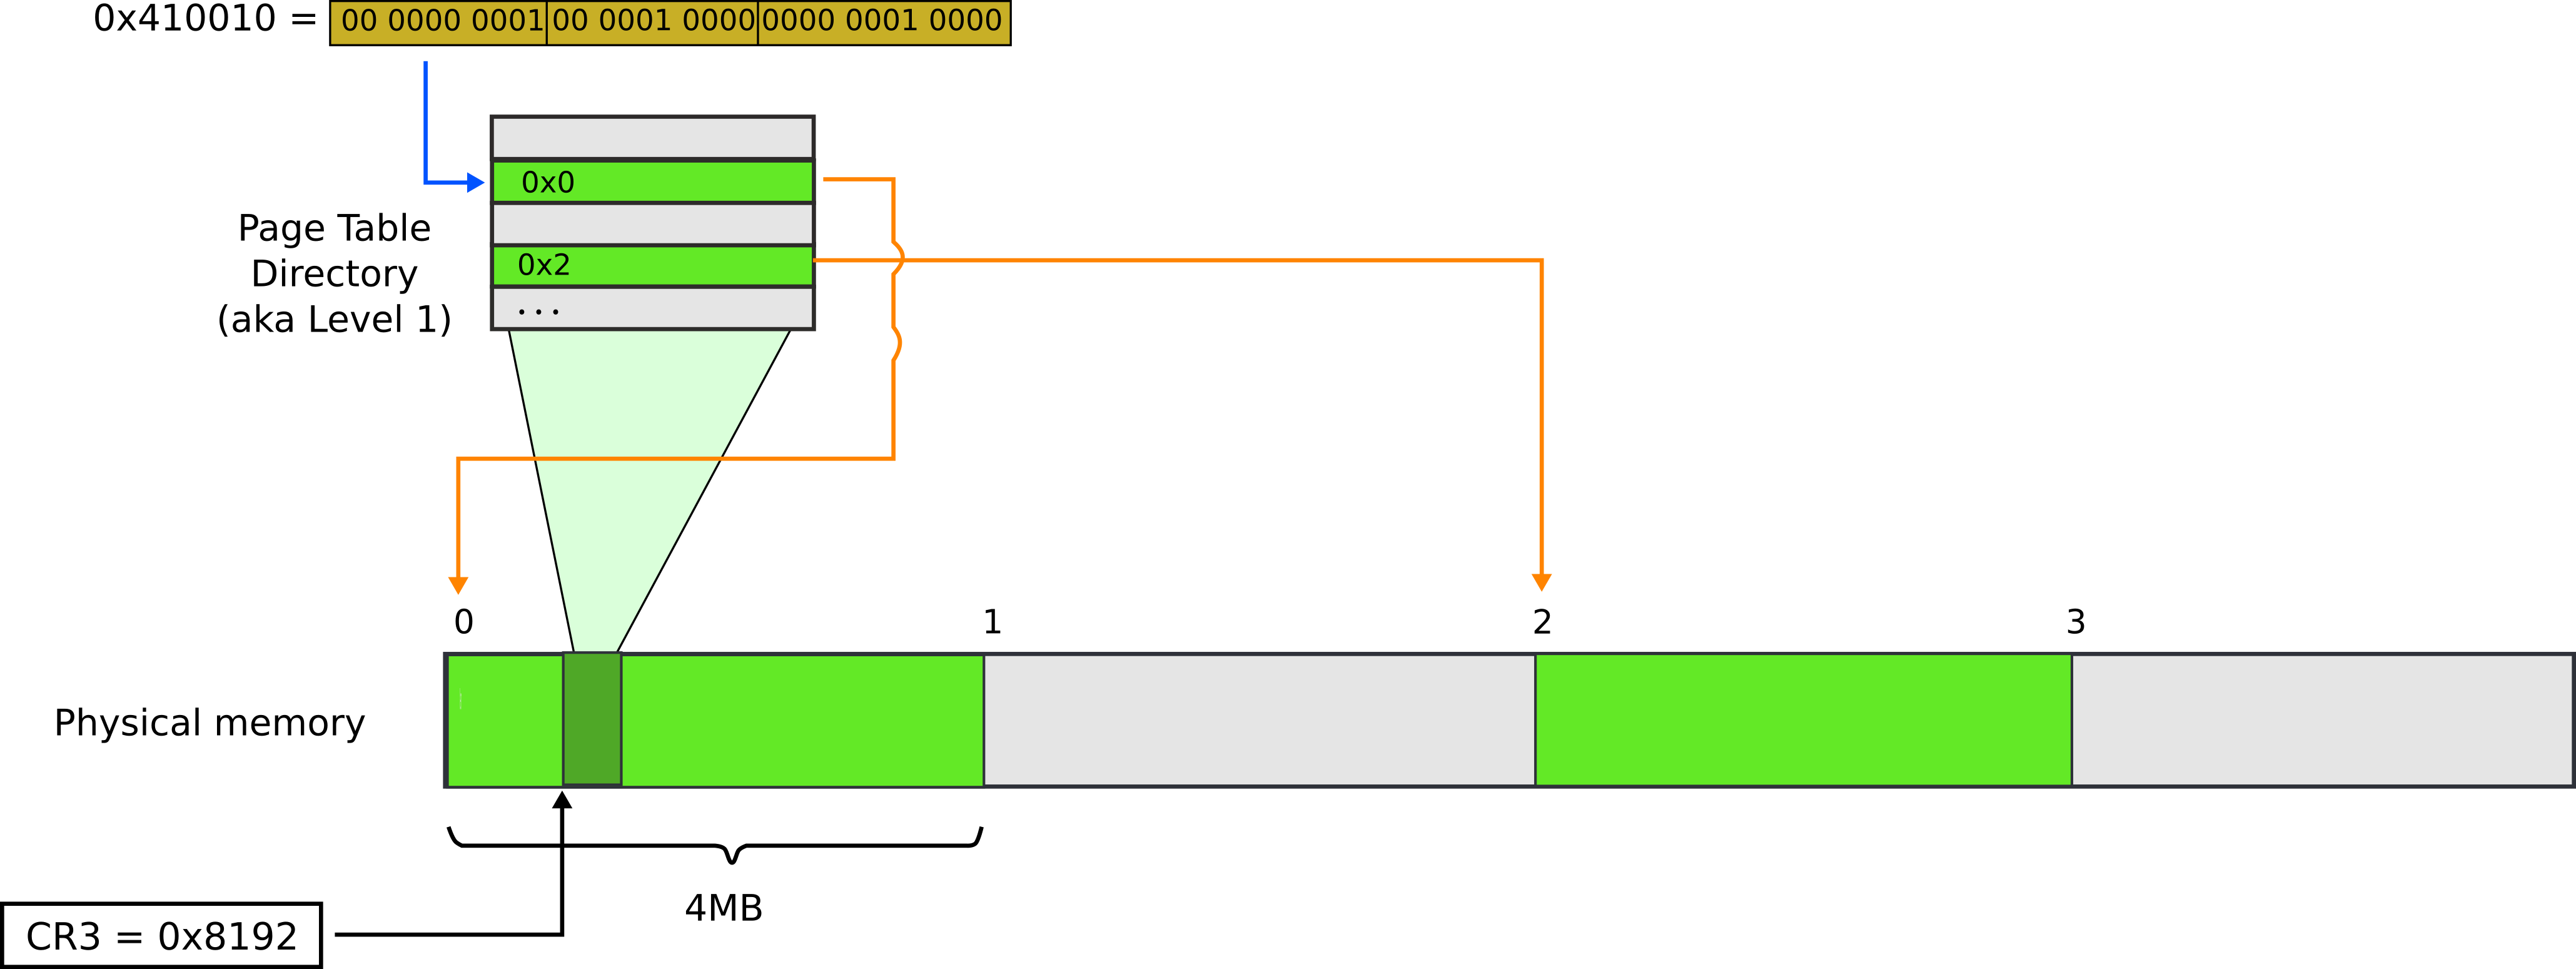 0x410010 = 00 0000 0001 00 0001 0000 0000 0001 0000
0x0
Page Table
Directory
(aka Level 1)
0x2
...
0 1 2 3
Physical memory
4MB
CR3 = 0x8192